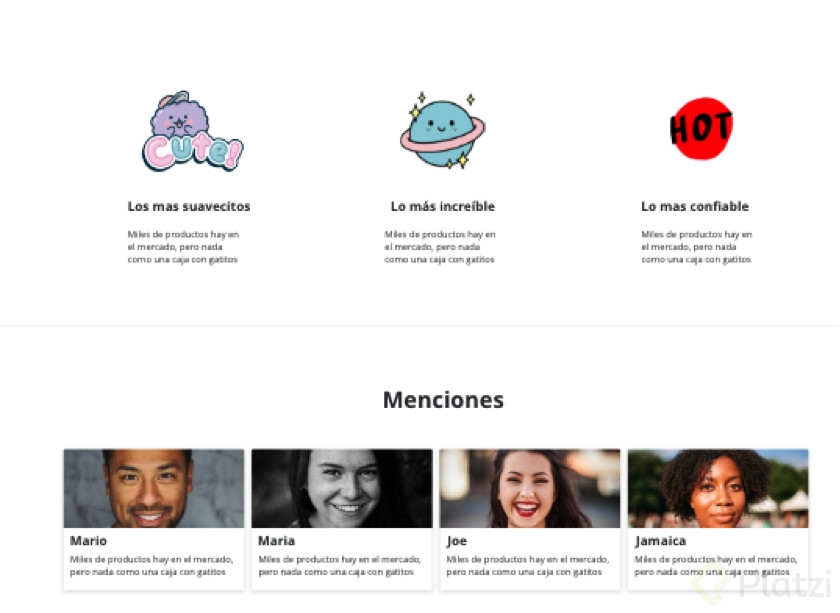 Cute!
HOT
Los mas suavecitos
Lo más increíble
Lo mas confiable
Miles de productos hay en
el mercado, pero nada
como una caja con gatitos
Miles de productos hay en
el mercado, pero nada
como una caja con gatitos
Miles de productos hay en
el mercado, pero nada
como una caja con gatitos
Menciones
Mario
Miles de productos hay en el mercado,
pero nada como una caja con gatitos
Maria
Miles de productos hay en el mercado,
pero nada como una caja con gatitos
Joe
Miles de productos hay en el mercado,
pero nada como una caja con gatitos
Jamaica
Miles de productos hay en el mercado,
pero nada como una caja con gatitos
Platzi